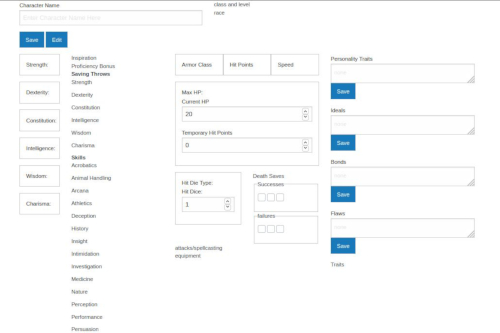 Character Name
Enter Character Name Here
class and level
race
Save
Edit
Strength:
Dexterity:
Constitution:
Intelligence:
Wisdom:
Charisma:
Inspiration
Proficiency Bonus
Saving Throws
Strength
Dexterity
Constitution
Intelligence
Wisdom
Charisma
Skills
Acrobatics
Animal Handling
Arcana
Athletics
Deception
History
Insight
Intimidation
Investigation
Medicine
Nature
Perception
Performance
Persuasion
Armor Class
Hit Points
Speed
Max HP:
Current HP
20
Temporary Hit Points
0
Hit Die Type:
Hit Dice:
1
Death Saves
Successes
failures
attacks/spellcasting
equipment
Personality Traits
Save
Ideals
Save
Bonds
Save
Flaws
Save
Traits